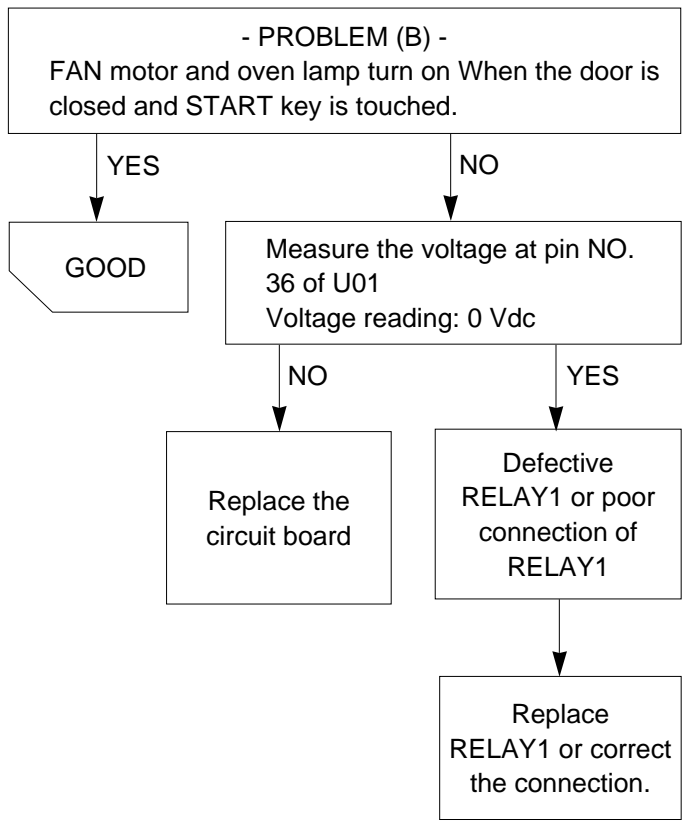 - PROBLEM (B) -
FAN motor and oven lamp turn on When the door is
closed and START key is touched.
YES
NO
GOOD
Measure the voltage at pin NO.
36 of U01
Voltage reading: 0 Vdc
NO
YES
Replace the
circuit board
Defective
RELAY1 or poor
connection of
RELAY1
Replace
RELAY1 or correct
the connection.